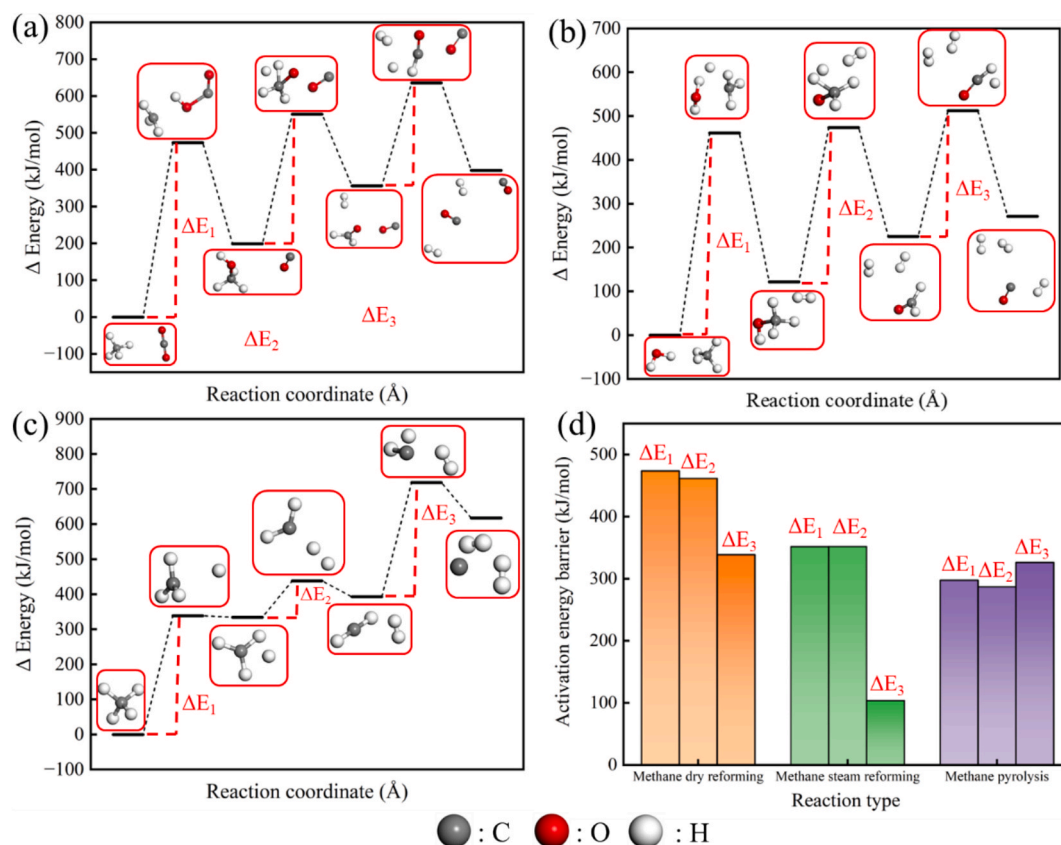 (a)
800
700
600
500
400
300
200
100
0
−100
Δ Energy (kJ/mol)
ΔE1
ΔE2
ΔE3
Reaction coordinate (Å)
(b)
700
600
500
400
300
200
100
0
−100
Δ Energy (kJ/mol)
ΔE1
ΔE2
ΔE3
Reaction coordinate (Å)
(c)
900
800
700
600
500
400
300
200
100
0
−100
Δ Energy (kJ/mol)
ΔE1
ΔE2
ΔE3
Reaction coordinate (Å)
(d)
500
400
300
200
100
0
Activation energy barrier (kJ/mol)
ΔE1 ΔE2 ΔE3
ΔE1 ΔE2 ΔE3
ΔE1 ΔE2 ΔE3
Methane dry reforming Methane steam reforming Methane pyrolysis
Reaction type
: C : O : H